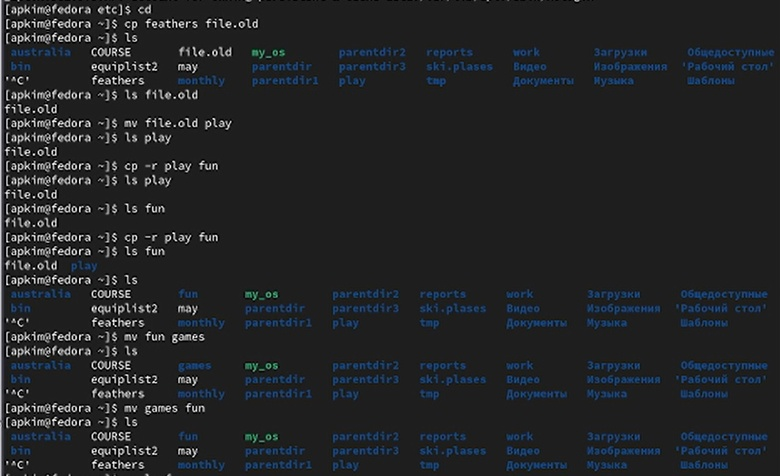 [apkim@fedora etc]$ cd
[apkim@fedora ~]$ cp feathers file.old
[apkim@fedora ~]$ ls
australia COURSE file.old my_os parentdir2 reports work Загрузки Общедоступные
bin equiplist2 may parentdir parentdir3 ski.plases Видео Изображения 'Рабочий стол'
'^C' feathers monthly parentdir1 play tmp Документы Музыка Шаблоны
[apkim@fedora ~]$ ls file.old
file.old
[apkim@fedora ~]$ mv file.old play
[apkim@fedora ~]$ ls play
file.old
[apkim@fedora ~]$ cp -r play fun
[apkim@fedora ~]$ ls play
file.old
[apkim@fedora ~]$ ls fun
file.old
[apkim@fedora ~]$ cp -r play fun
[apkim@fedora ~]$ ls fun
file.old play
[apkim@fedora ~]$ ls
australia COURSE fun my_os parentdir2 reports work Загрузки Общедоступные
bin equiplist2 may parentdir parentdir3 ski.plases Видео Изображения 'Рабочий стол'
'^C' feathers monthly parentdir1 play tmp Документы Музыка Шаблоны
[apkim@fedora ~]$ mv fun games
[apkim@fedora ~]$ ls
australia COURSE games my_os parentdir2 reports work Загрузки Общедоступные
bin equiplist2 may parentdir parentdir3 ski.plases Видео Изображения 'Рабочий стол'
'^C' feathers monthly parentdir1 play tmp Документы Музыка Шаблоны
[apkim@fedora ~]$ mv games fun
[apkim@fedora ~]$ ls
australia COURSE fun my_os parentdir2 reports work Загрузки Общедоступные
bin equiplist2 may parentdir parentdir3 ski.plases Видео Изображения 'Рабочий стол'
'^C' feathers monthly parentdir1 play tmp Документы Музыка Шаблоны